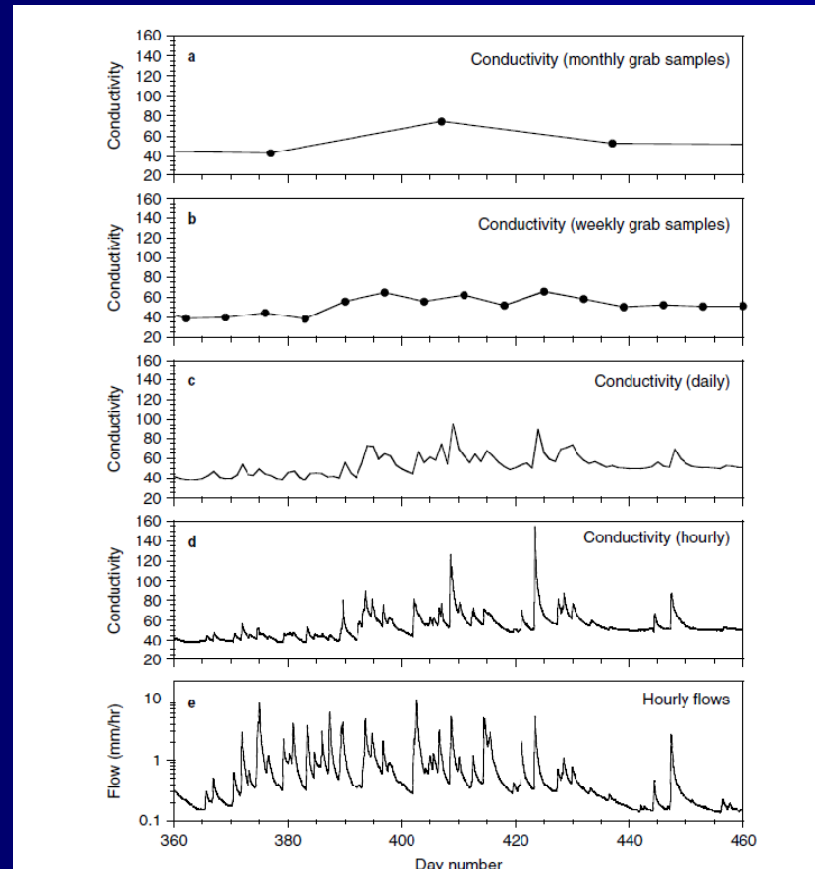 160
a
Conductivity (monthly grab samples)
140
120
100
80
60
40
20
Conductivity
160
b
Conductivity (weekly grab samples)
140
120
100
80
60
40
20
Conductivity
160
c
Conductivity (daily)
140
120
100
80
60
40
20
Conductivity
160
d
Conductivity (hourly)
140
120
100
80
60
40
20
Conductivity
10
e
Hourly flows
1
0.1
Flow (mm/hr)
360 380 400 420 440 460
Day number